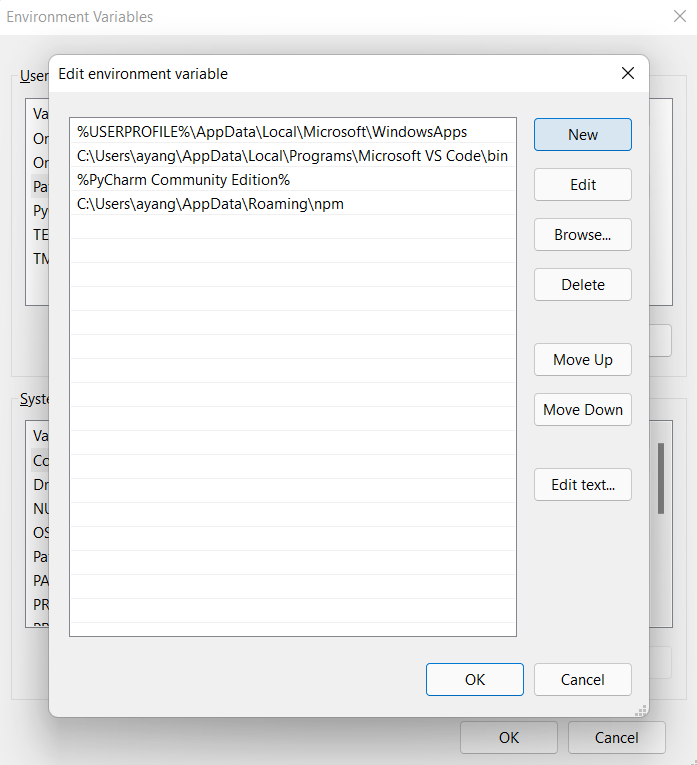 Environment Variables
User
Edit environment variable
Va
On
On
Pa
Py
TE
TM
%USERPROFILE%\AppData\Local\Microsoft\WindowsApps
C:\Users\ayang\AppData\Local\Programs\Microsoft VS Code\bin
%PyCharm Community Edition%
C:\Users\ayang\AppData\Roaming\npm
New
Edit
Browse...
Delete
Move Up
Move Down
Edit text...
Syste
Va
Co
Dr
NU
OS
Pa
PA
PR
OK
Cancel
OK
Cancel